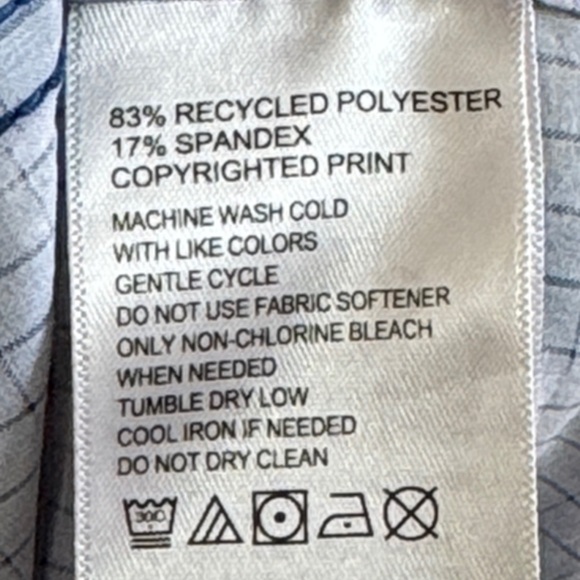 83% RECYCLED POLYESTER
17% SPANDEX
COPYRIGHTED PRINT
MACHINE WASH COLD
WITH LIKE COLORS
GENTLE CYCLE
DO NOT USE FABRIC SOFTENER
ONLY NON-CHLORINE BLEACH
WHEN NEEDED
TUMBLE DRY LOW
COOL IRON IF NEEDED
DO NOT DRY CLEAN